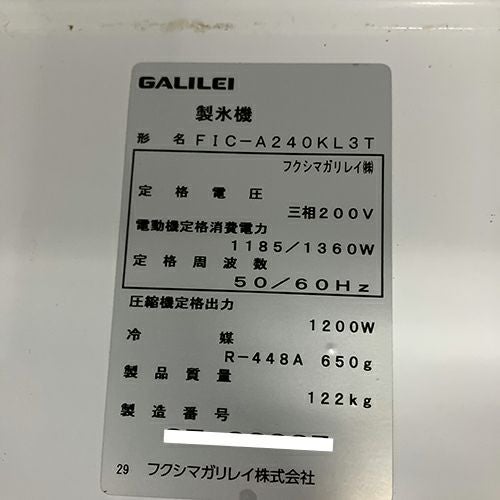 GALILEI
製氷機
形名 FIC-A240KL3T
フクシマガリレイ㈱
定格電圧
三相200V
電動機定格消費電力
1185/1360W
定格周波数
50/60Hz
圧縮機定格出力
1200W
冷媒
R-448A 650g
製品質量
122kg
製造番号
29 フクシマガリレイ株式会社